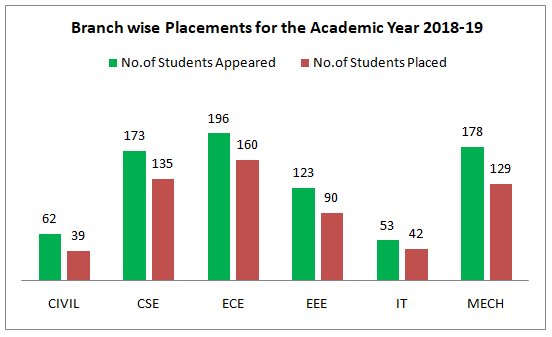 Branch wise Placements for the Academic Year 2018-19
No.of Students Appeared No.of Students Placed
62 39 173 135 196 160 123 90 53 42 178 129
CIVIL CSE ECE EEE IT MECH